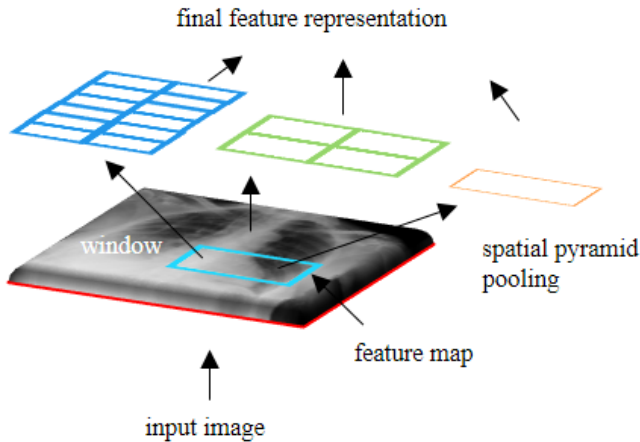 final feature representation
window
spatial pyramid
pooling
feature map
input image